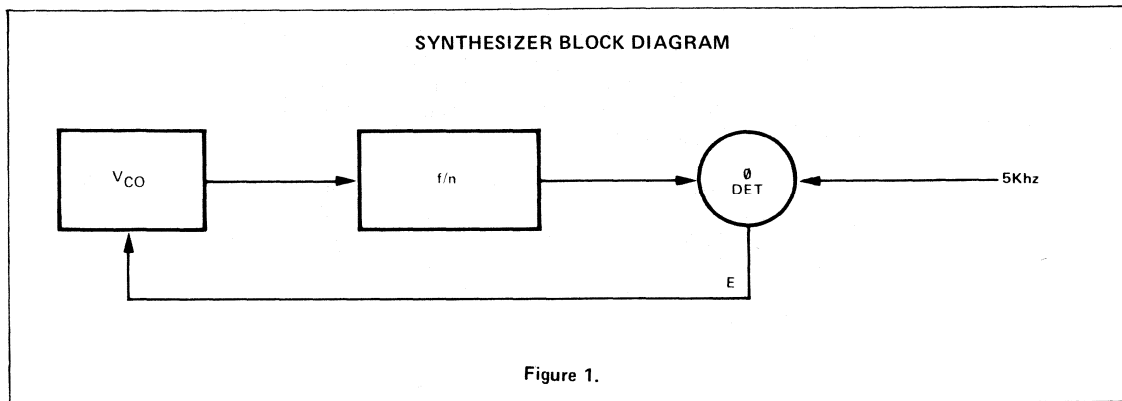 SYNTHESIZER BLOCK DIAGRAM
VCO
f/n
Ø
DET
5Khz
E
Figure 1.